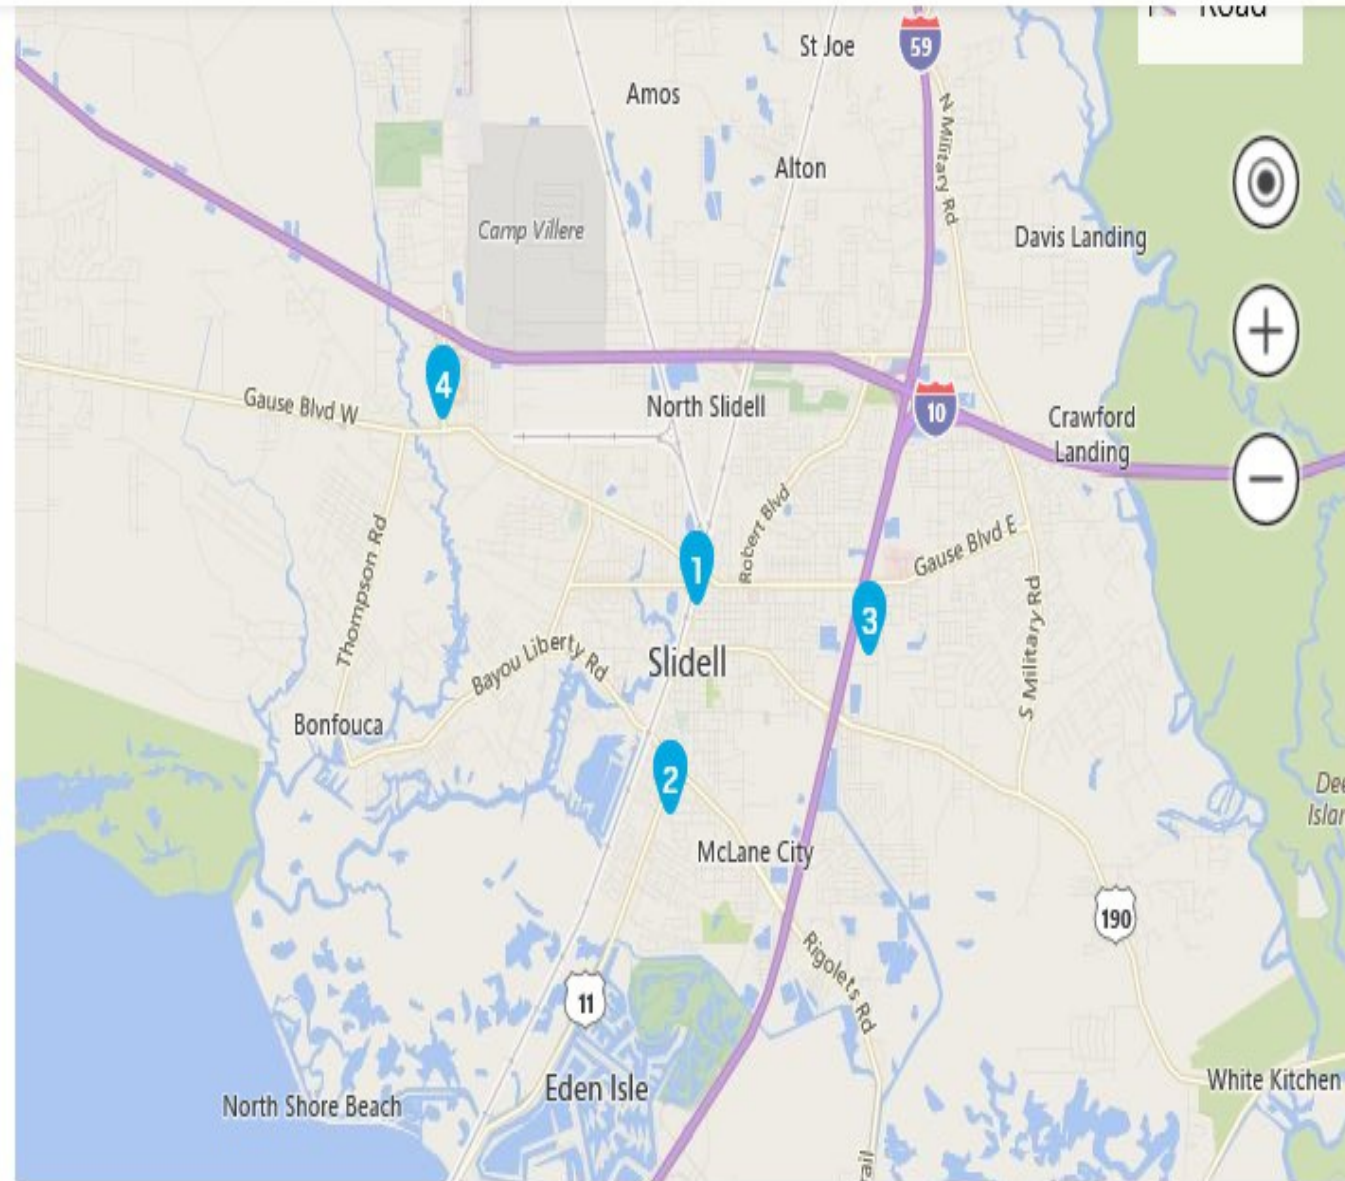 Road
St Joe
59
Amos
N Military Rd
Alton
Camp Villere
Davis Landing
4
Gause Blvd W
North Slidell
10
Crawford
Landing
Robert Blvd
Thompson Rd
1
Gause Blvd E
3
S Military Rd
Bayou Liberty Rd
Slidell
Bonfouca
2
McLane City
190
Rigolets Rd
11
Eden Isle
White Kitchen
North Shore Beach